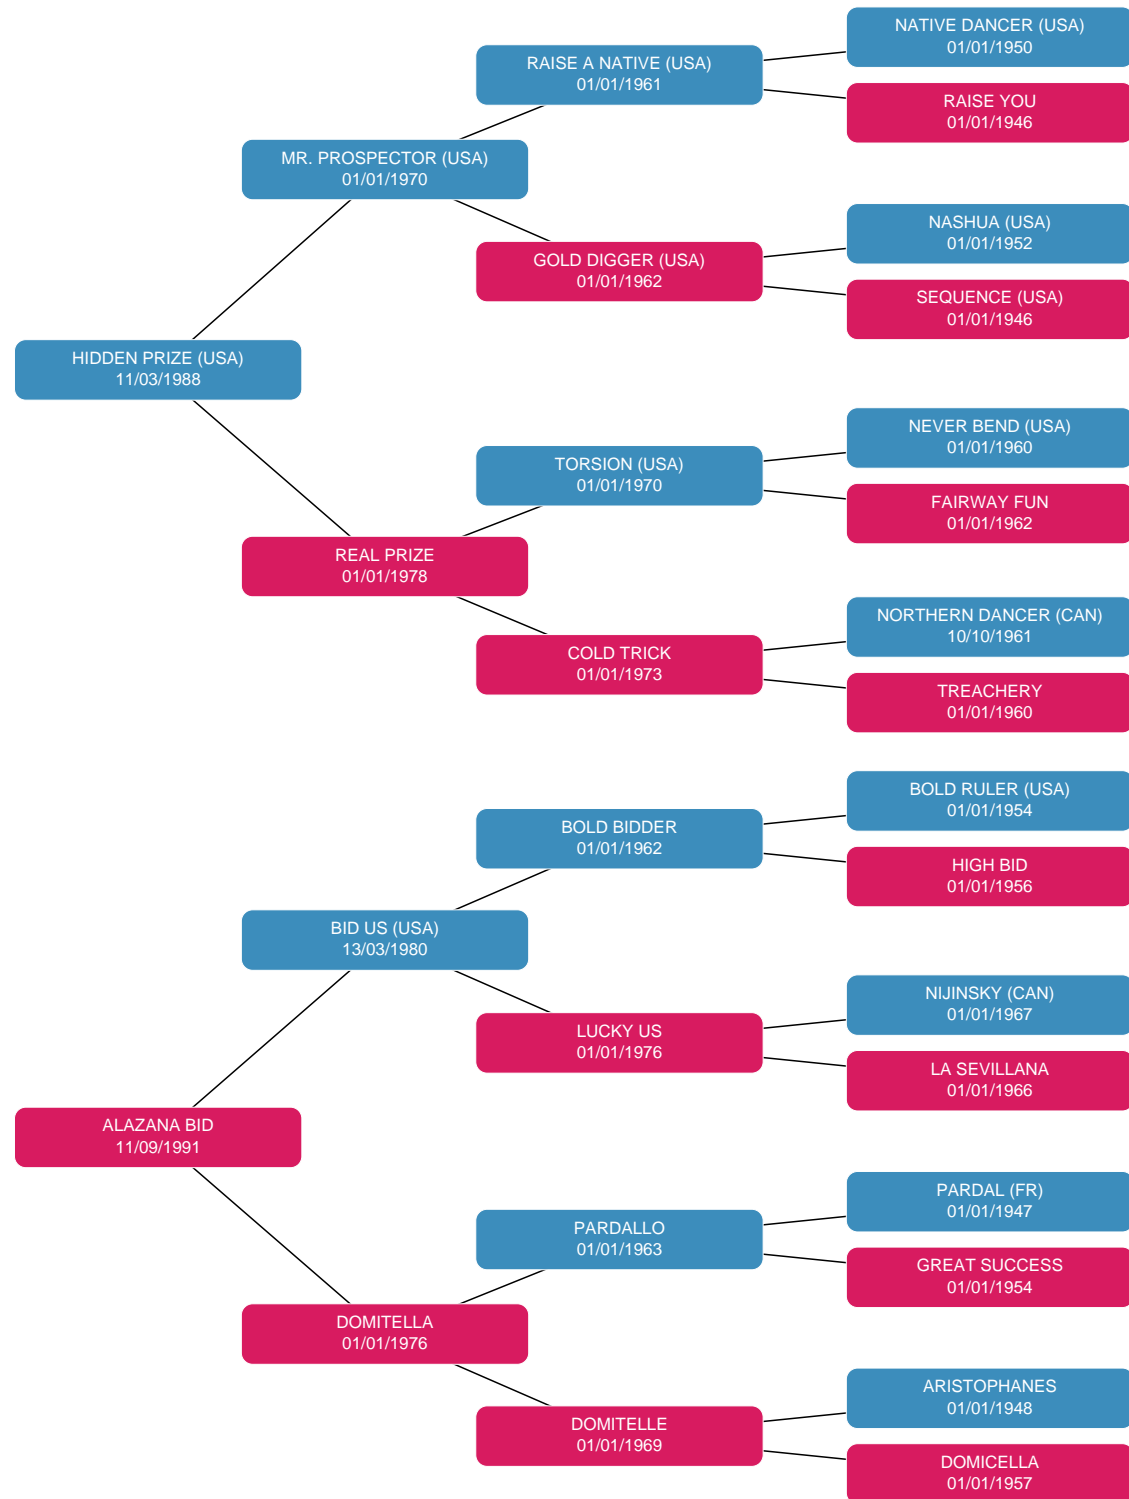 NATIVE DANCER (USA)
01/01/1950
RAISE A NATIVE (USA)
01/01/1961
RAISE YOU
01/01/1946
MR. PROSPECTOR (USA)
01/01/1970
NASHUA (USA)
01/01/1952
GOLD DIGGER (USA)
01/01/1962
SEQUENCE (USA)
01/01/1946
HIDDEN PRIZE (USA)
11/03/1988
NEVER BEND (USA)
01/01/1960
TORSION (USA)
01/01/1970
FAIRWAY FUN
01/01/1962
REAL PRIZE
01/01/1978
NORTHERN DANCER (CAN)
10/10/1961
COLD TRICK
01/01/1973
TREACHERY
01/01/1960
BOLD RULER (USA)
01/01/1954
BOLD BIDDER
01/01/1962
HIGH BID
01/01/1956
BID US (USA)
13/03/1980
NIJINSKY (CAN)
01/01/1967
LUCKY US
01/01/1976
LA SEVILLANA
01/01/1966
ALAZANA BID
11/09/1991
PARDAL (FR)
01/01/1947
PARDALLO
01/01/1963
GREAT SUCCESS
01/01/1954
DOMITELLA
01/01/1976
ARISTOPHANES
01/01/1948
DOMITELLE
01/01/1969
DOMICELLA
01/01/1957